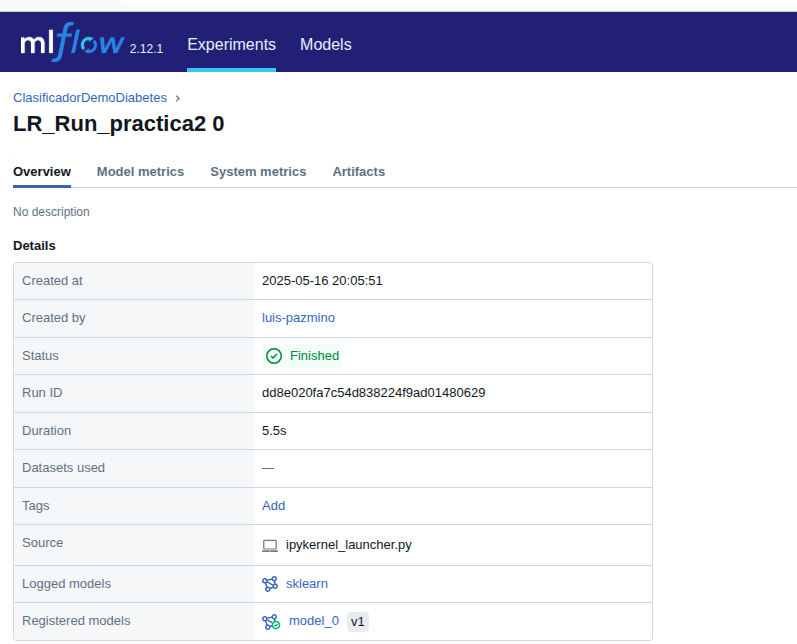 mlflow 2.12.1 Experiments Models
ClasificadorDemoDiabetes ›
LR_Run_practica2 0
Overview Model metrics System metrics Artifacts
No description
Details
Created at 2025-05-16 20:05:51
Created by luis-pazmino
Status Finished
Run ID dd8e020fa7c54d838224f9ad01480629
Duration 5.5s
Datasets used —
Tags Add
Source ipykernel_launcher.py
Logged models sklearn
Registered models model_0 v1